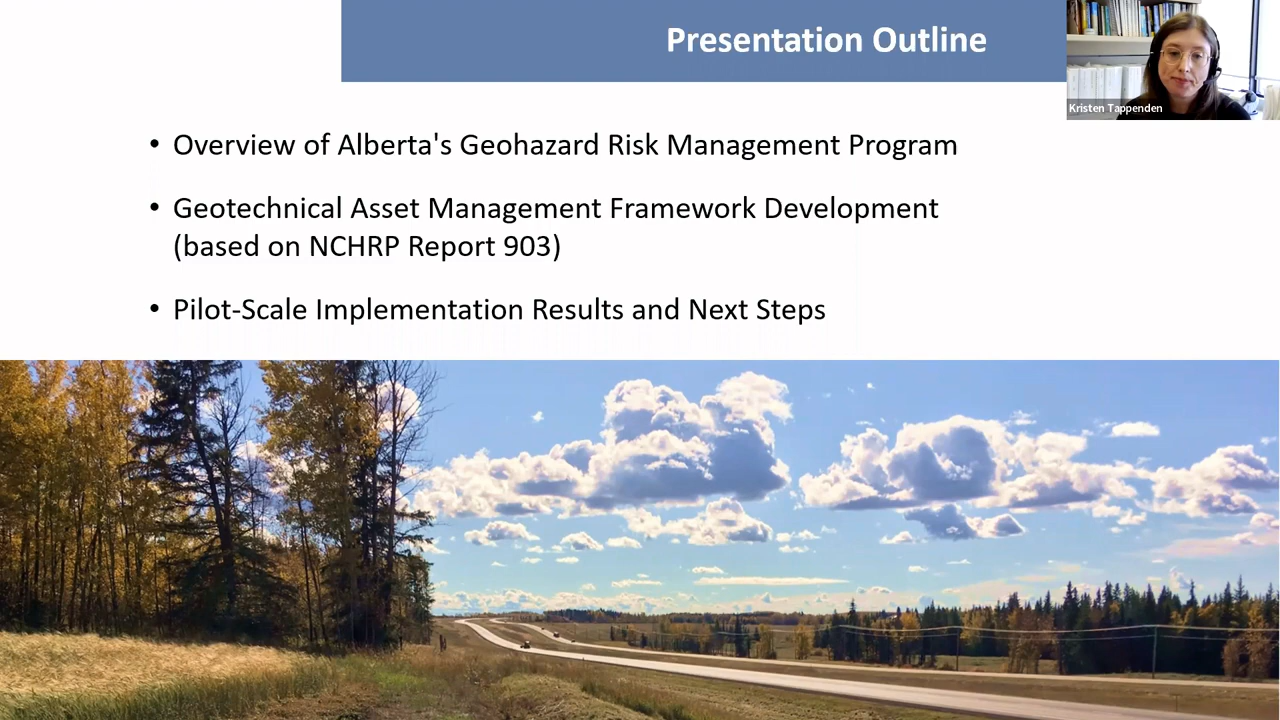 Presentation Outline
Kristen Tappenden
• Overview of Alberta's Geohazard Risk Management Program
• Geotechnical Asset Management Framework Development
(based on NCHRP Report 903)
• Pilot-Scale Implementation Results and Next Steps